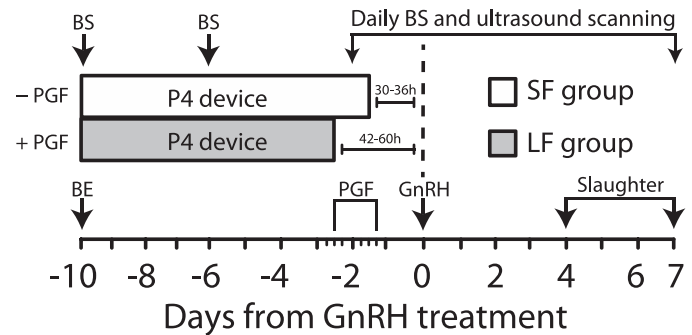 BS BS Daily BS and ultrasound scanning
− PGF P4 device 30-36h SF group
+ PGF P4 device 42-60h LF group
BE PGF GnRH Slaughter
-10 -8 -6 -4 -2 0 2 4 6 7
Days from GnRH treatment